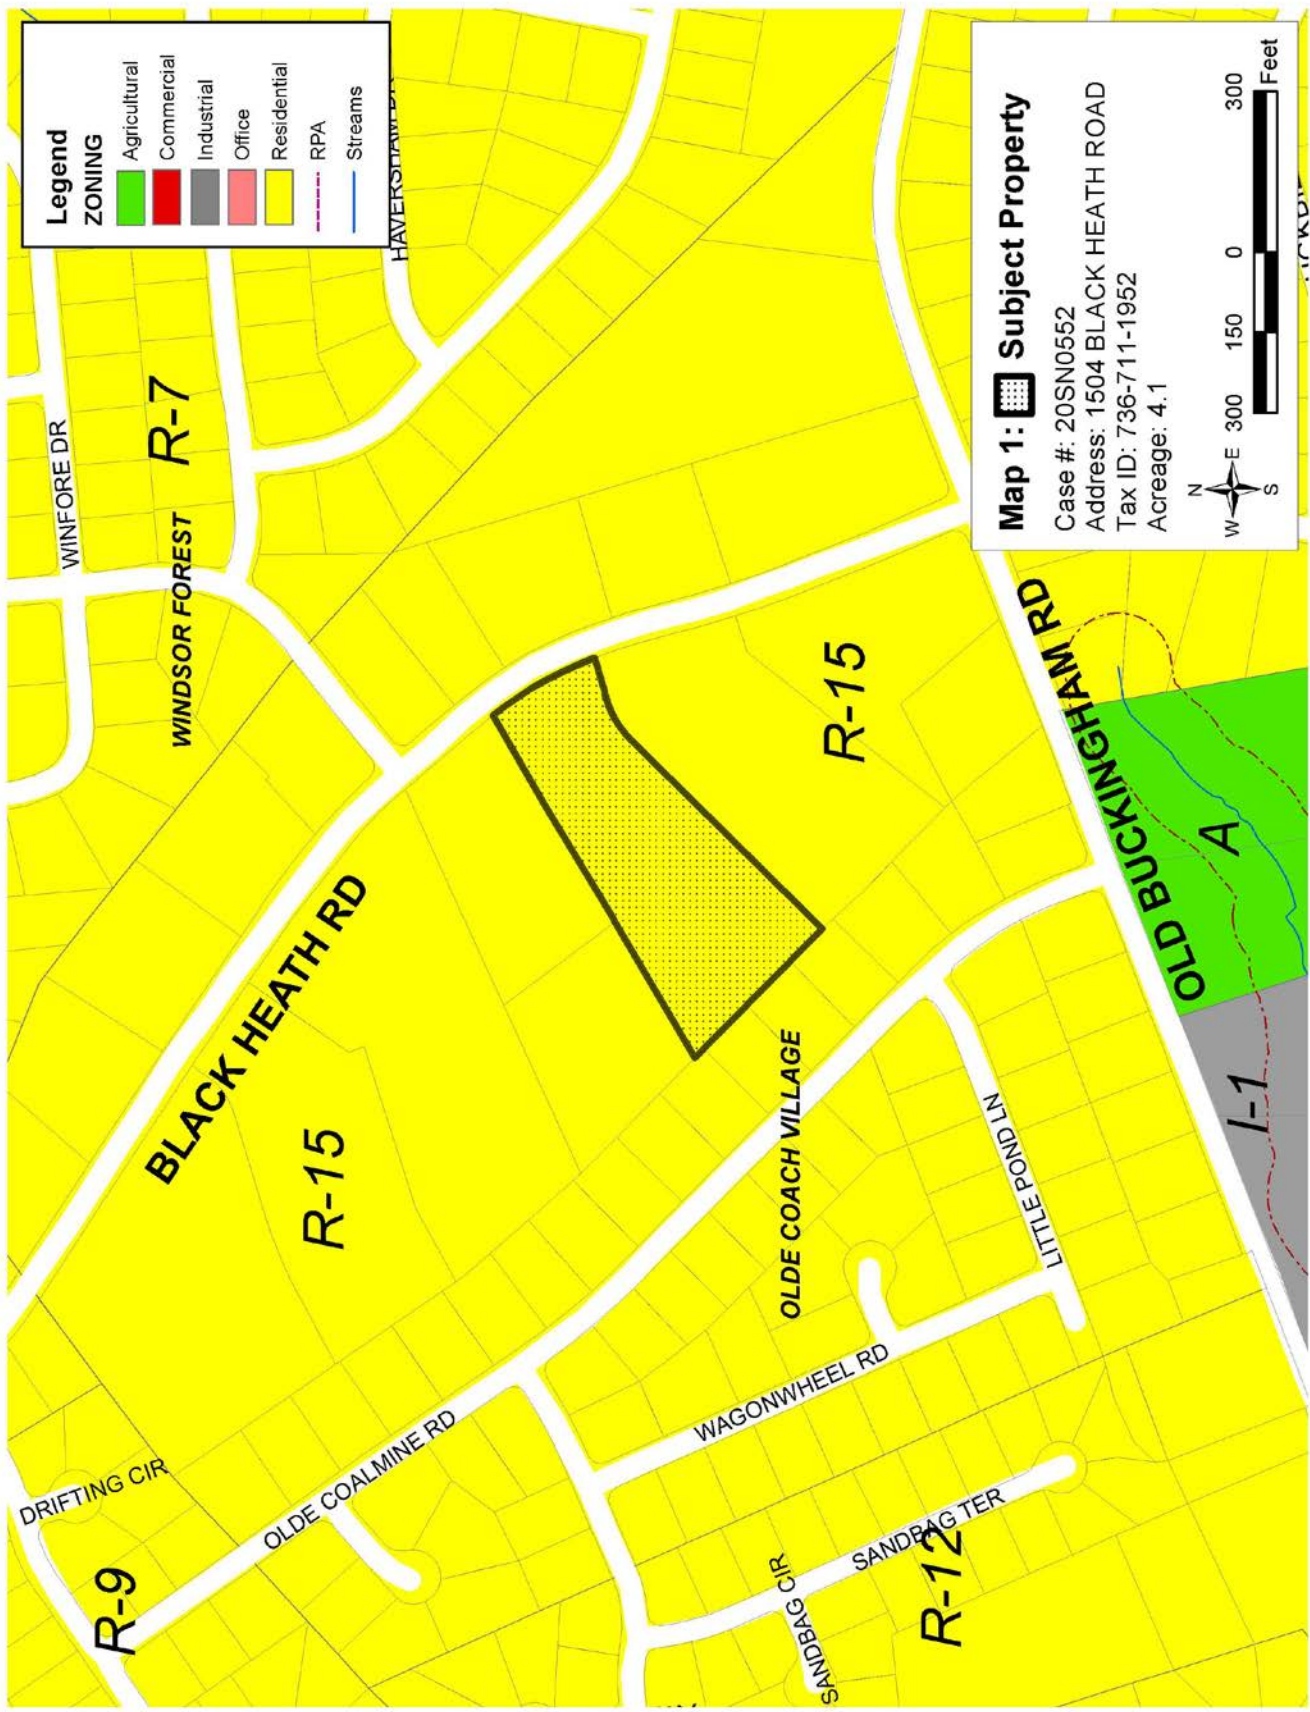 Legend
ZONING
Agricultural
Commercial
Industrial
Office
Residential
RPA
Streams
HAVERSHAM DR
WINFORE DR
R-7
WINDSOR FOREST
BLACK HEATH RD
R-15
R-15
OLD BUCKINGHAM RD
A
I-1
OLDE COACH VILLAGE
LITTLE POND LN
WAGONWHEEL RD
OLDE COALMINE RD
DRIFTING CIR
R-9
SANDBAG TER
SANDBAG CIR
R-12
Map 1: Subject Property
Case #: 20SN0552
Address: 1504 BLACK HEATH ROAD
Tax ID: 736-711-1952
Acreage: 4.1
N
W E
S
300 150 0 300
Feet